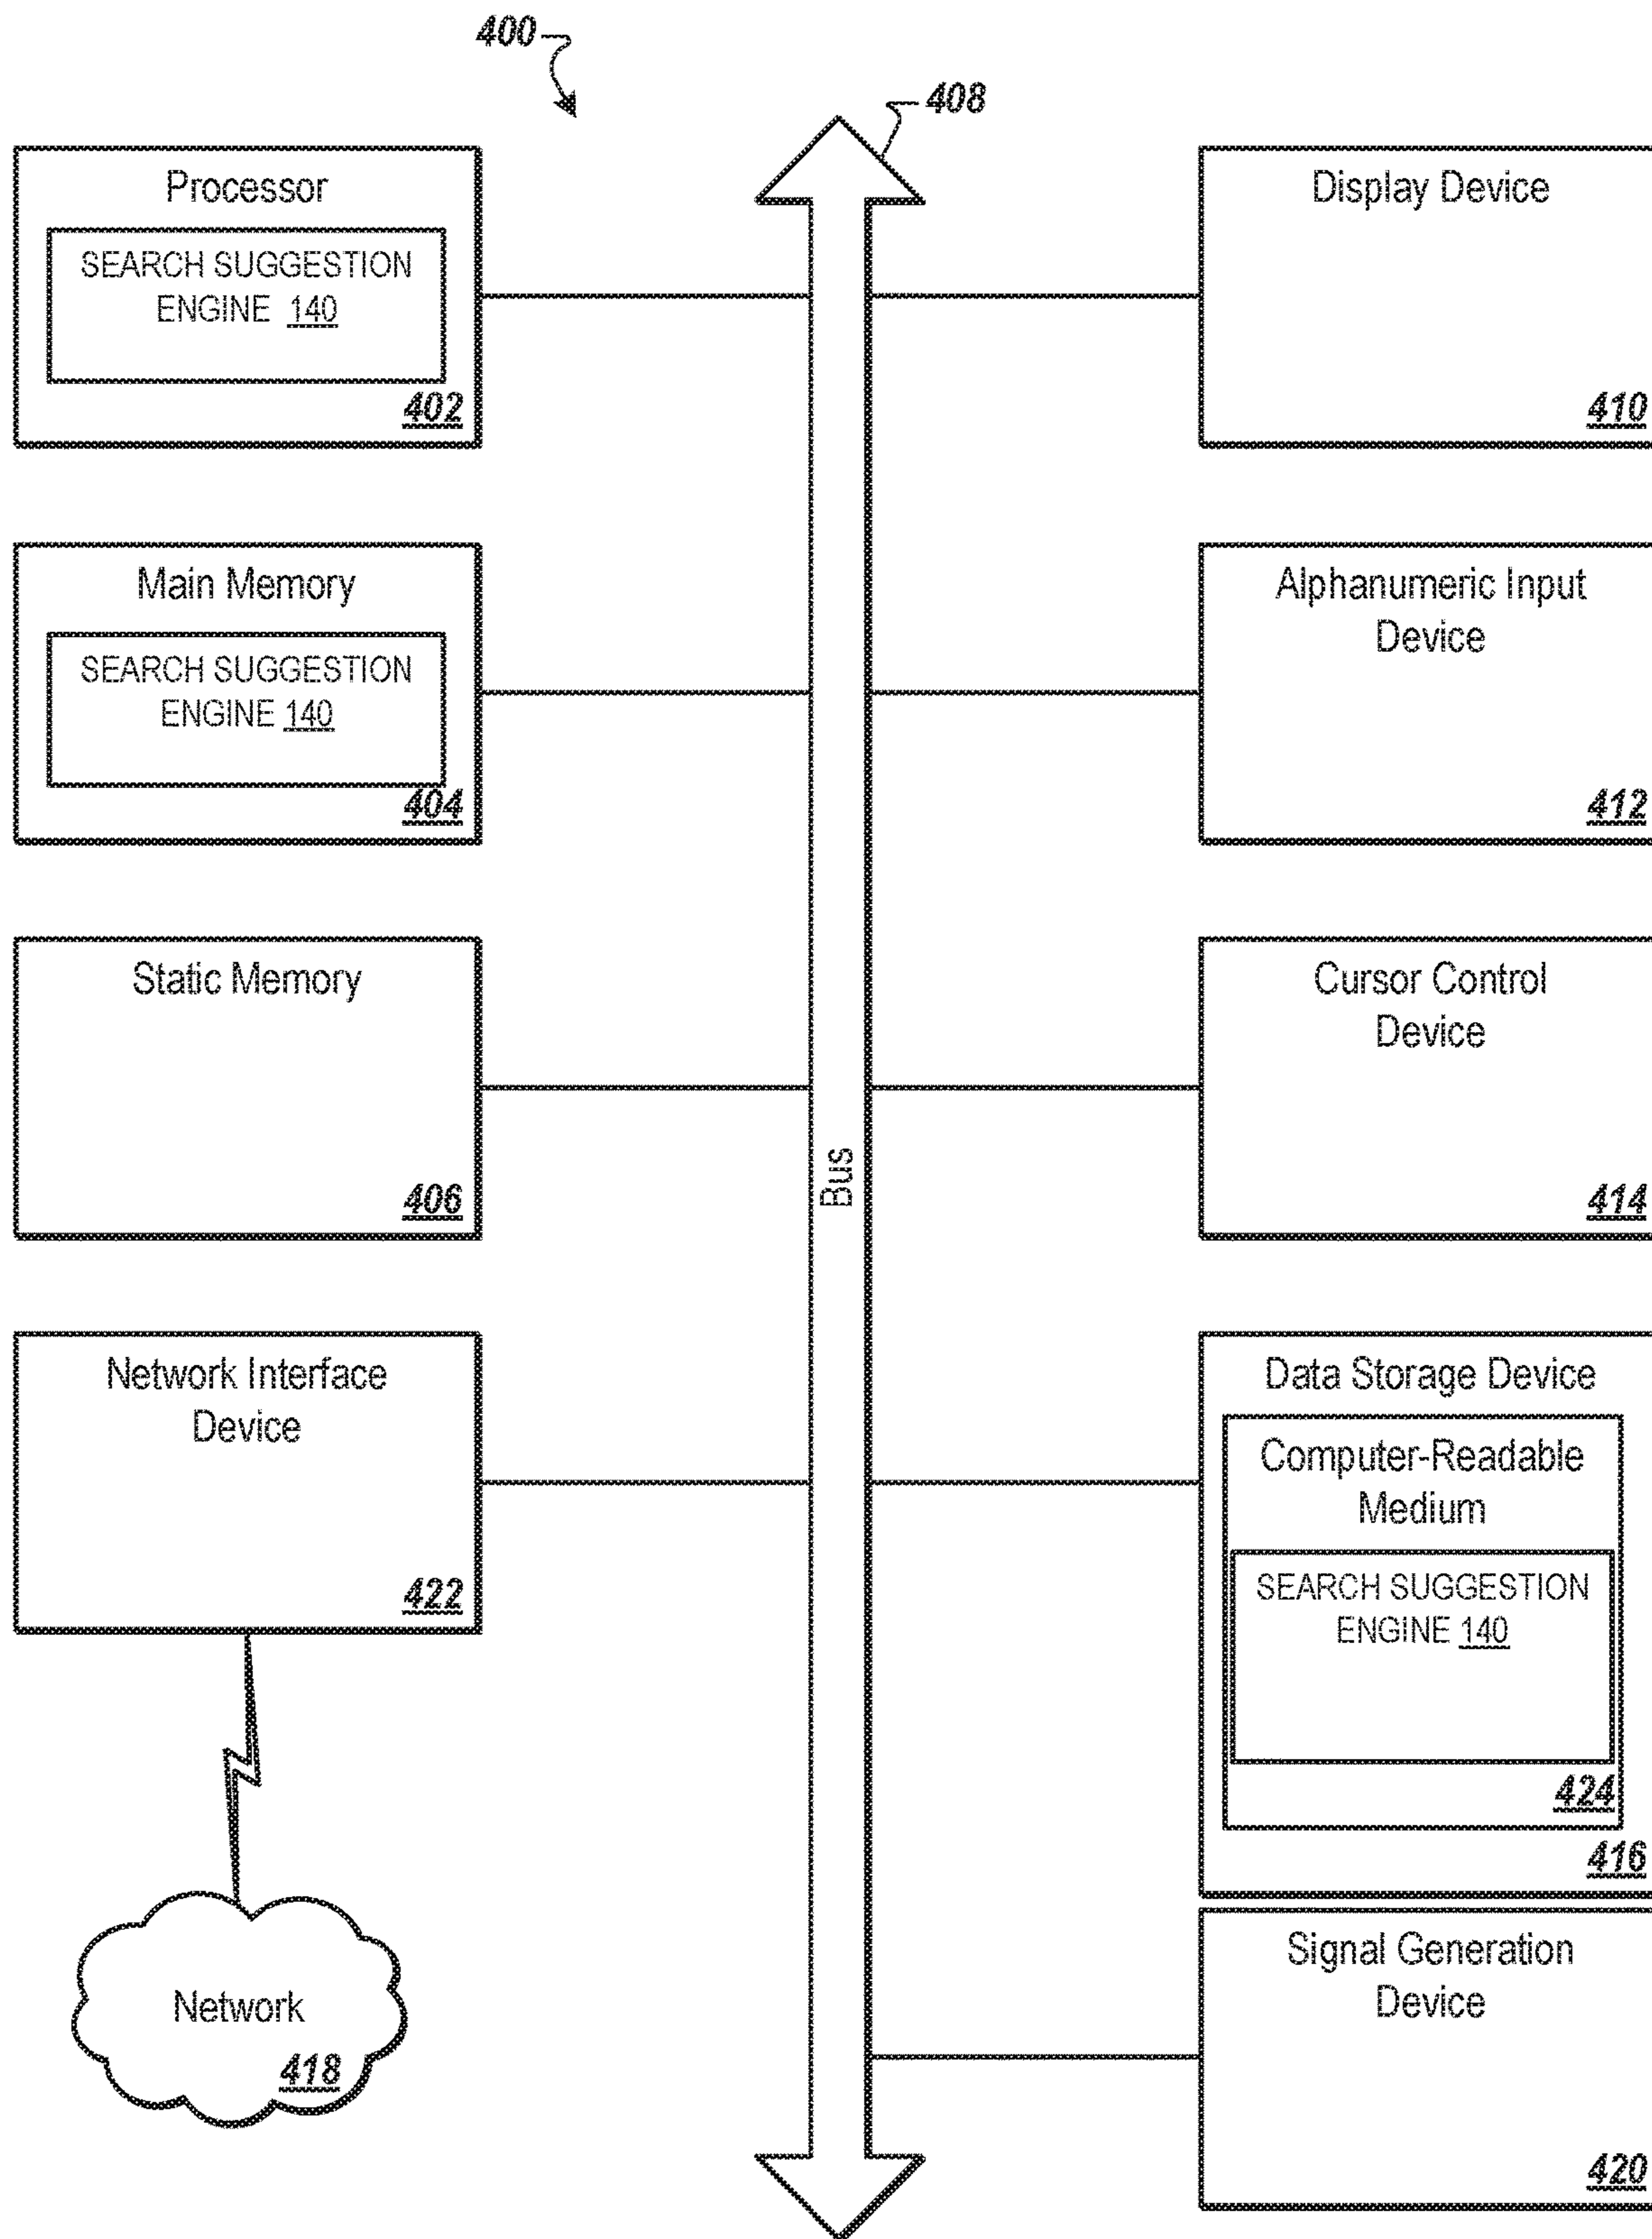 400
408
Processor
SEARCH SUGGESTION
ENGINE 140
402
Main Memory
SEARCH SUGGESTION
ENGINE 140
404
Static Memory
406
Network Interface
Device
422
Network
418
Bus
Display Device
410
Alphanumeric Input
Device
412
Cursor Control
Device
414
Data Storage Device
Computer-Readable
Medium
SEARCH SUGGESTION
ENGINE 140
424
416
Signal Generation
Device
420